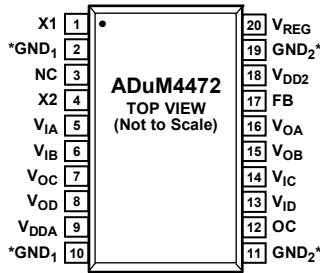 X1 1
*GND1 2
NC 3
X2 4
VIA 5
VIB 6
VOC 7
VOD 8
VDDA 9
*GND1 10
ADuM4472
TOP VIEW
(Not to Scale)
20 VREG
19 GND2*
18 VDD2
17 FB
16 VOA
15 VOB
14 VIC
13 VID
12 OC
11 GND2*